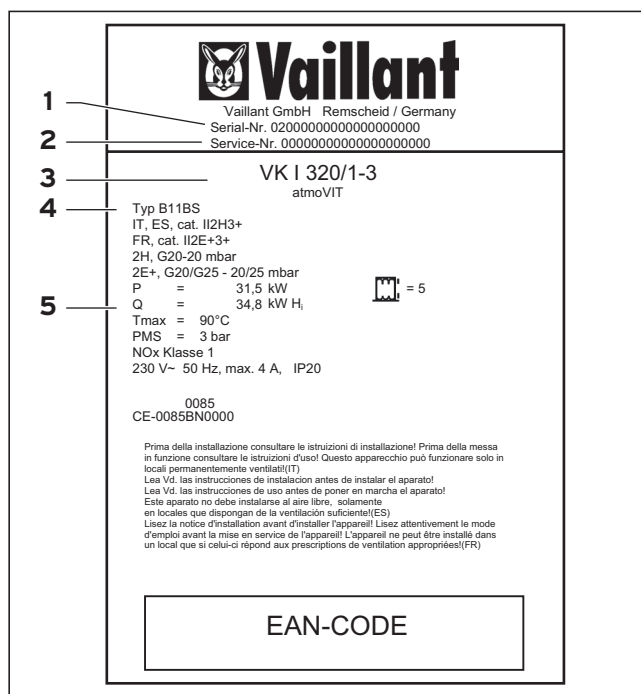 Vaillant
Vaillant GmbH Remscheid / Germany
1 Serial-Nr. 02000000000000000000
2 Service-Nr. 00000000000000000000
3 VK I 320/1-3
atmoVIT
4 Typ B11BS
IT, ES, cat. II2H3+
FR, cat. II2E+3+
2H, G20-20 mbar
2E+, G20/G25 - 20/25 mbar
P = 31,5 kW = 5
5 Q = 34,8 kW Hi
Tmax = 90°C
PMS = 3 bar
NOx Klasse 1
230 V~ 50 Hz, max. 4 A, IP20
0085
CE-0085BN0000
Prima della installazione consultare le istruzioni di installazione! Prima della messa
in funzione consultare le istruzioni d'uso! Questo apparecchio può funzionare solo in
locali permanentemente ventilati!(IT)
Lea Vd. las instrucciones de instalacion antes de instalar el aparato!
Lea Vd. las instrucciones de uso antes de poner en marcha el aparato!
Este aparato no debe instalarse al aire libre, solamente
en locales que dispongan de la ventilación suficiente!(ES)
Lisez la notice d'installation avant d'installer l'appareil! Lisez attentivement le mode
d'emploi avant la mise en service de l'appareil! L'appareil ne peut être installé dans
un local que si celui-ci répond aux prescriptions de ventilation appropriées!(FR)
EAN-CODE